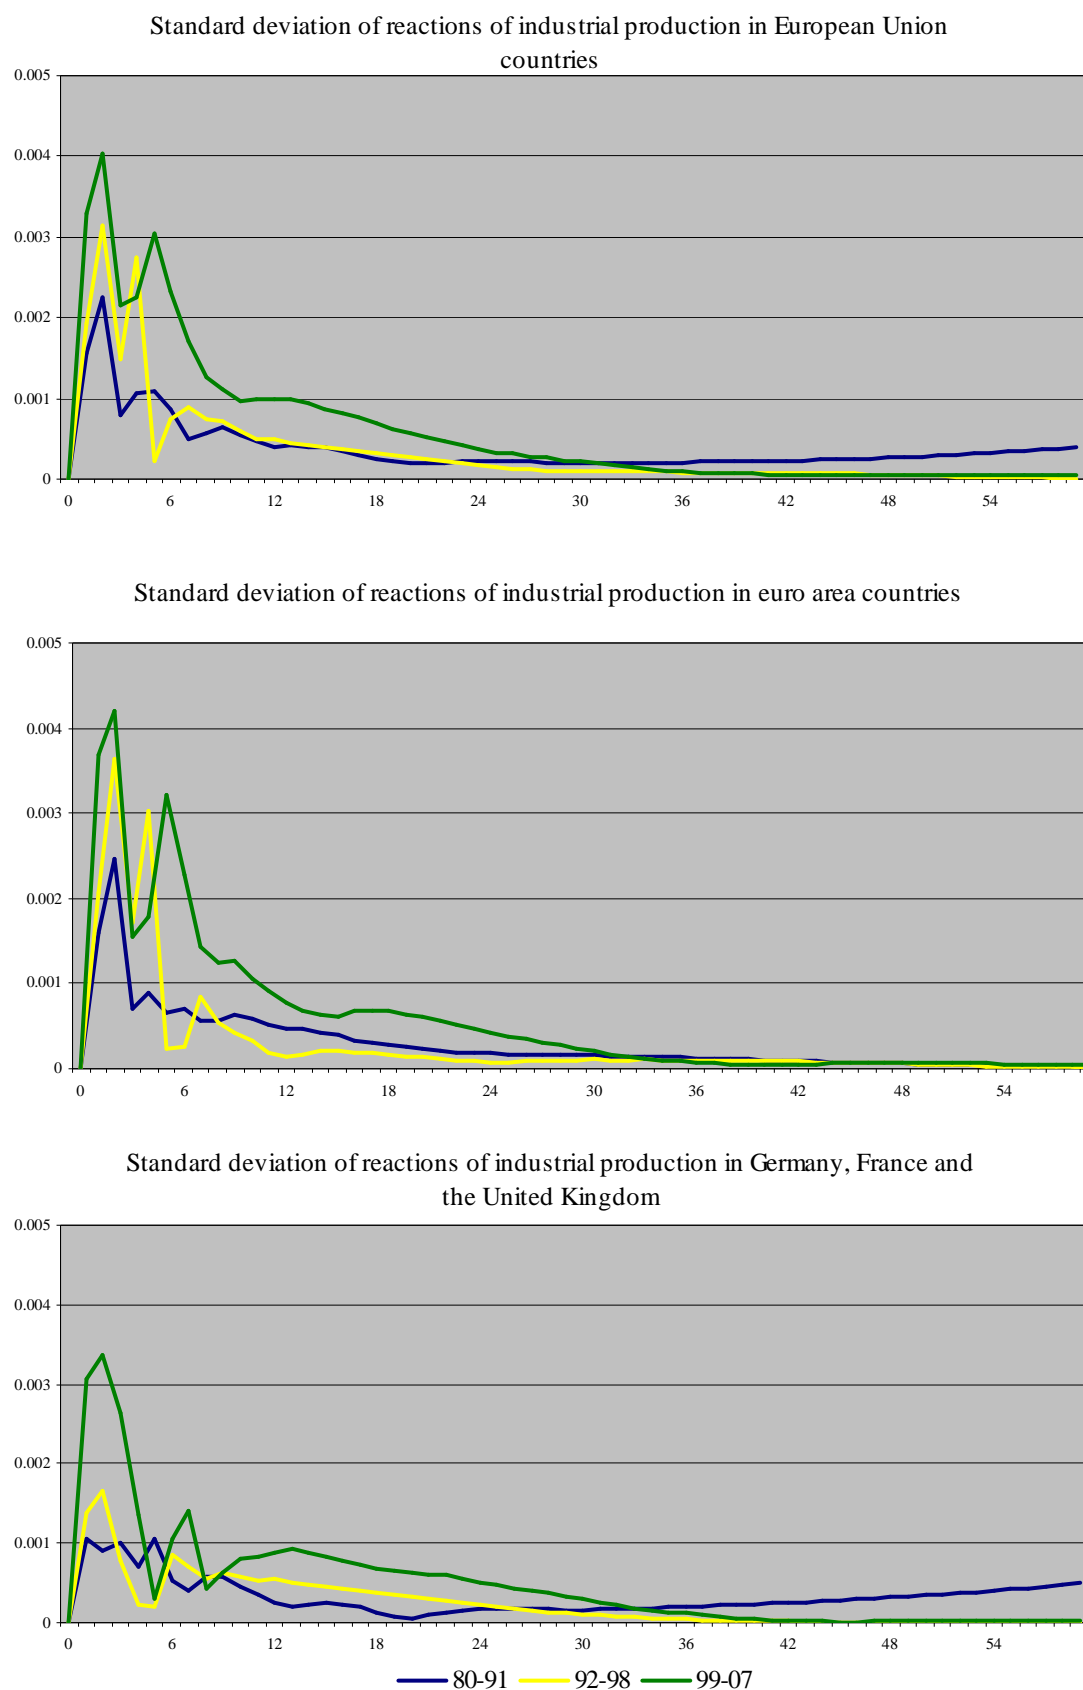 Standard deviation of reactions of industrial production in European Union
countries
0.005
0.004
0.003
0.002
0.001
0
0 6 12 18 24 30 36 42 48 54
Standard deviation of reactions of industrial production in euro area countries
0.005
0.004
0.003
0.002
0.001
0
0 6 12 18 24 30 36 42 48 54
Standard deviation of reactions of industrial production in Germany, France and
the United Kingdom
0.005
0.004
0.003
0.002
0.001
0
0 6 12 18 24 30 36 42 48 54
80-91 92-98 99-07